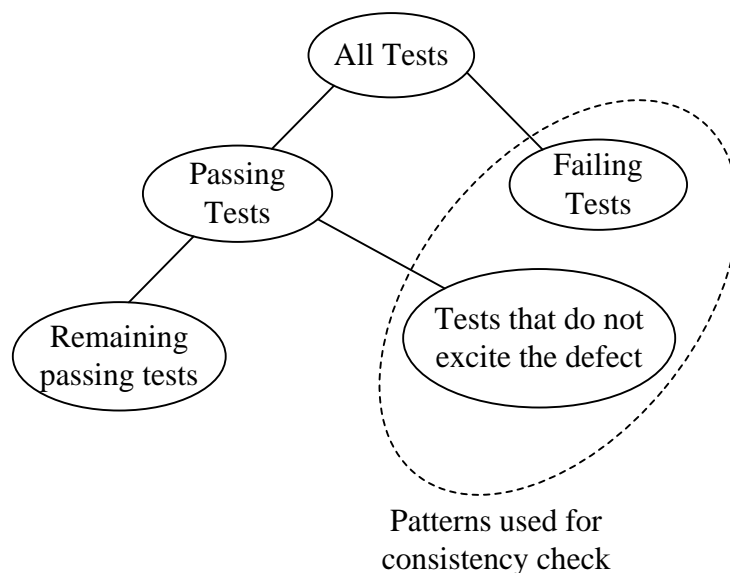 All Tests
Passing
Tests
Failing
Tests
Remaining
passing tests
Tests that do not
excite the defect
Patterns used for
consistency check